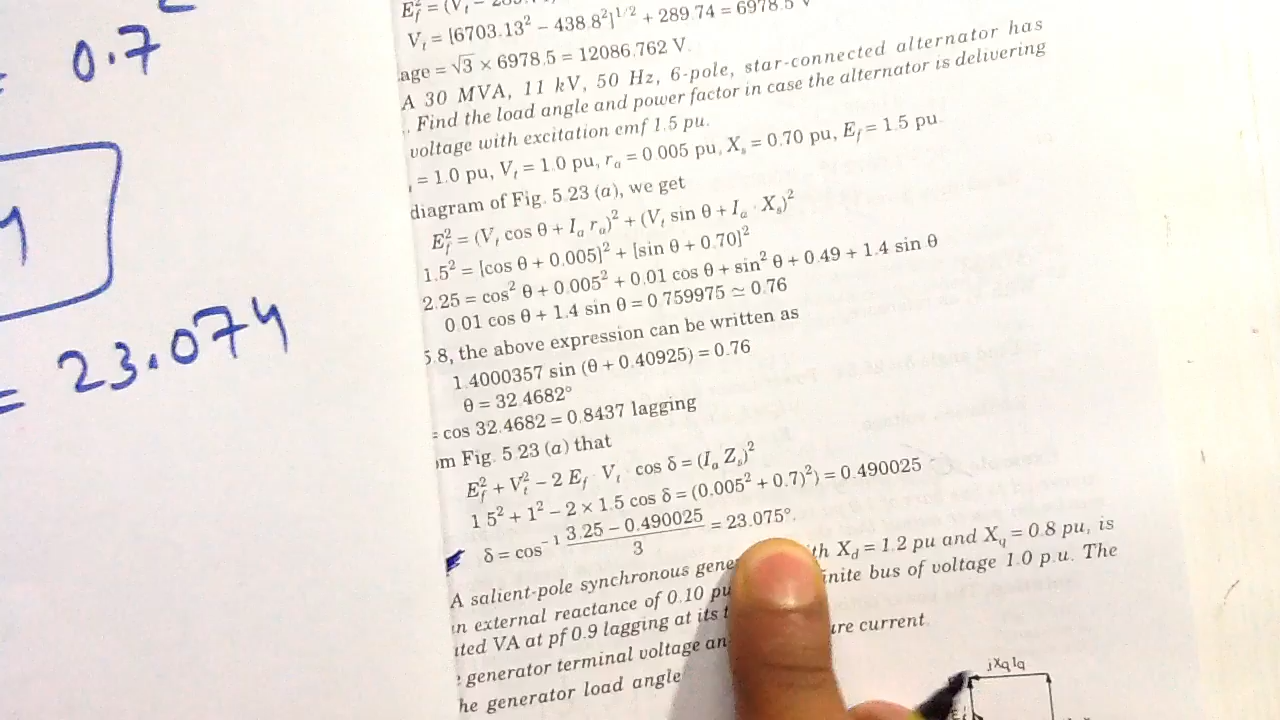 = 0.7²
= 23.074
V_t = [6703.13² − 438.8²]^{1/2} + 289.74 = 6978.5 V
age = √3 × 6978.5 = 12086.762 V.
A 30 MVA, 11 kV, 50 Hz, 6-pole, star-connected alternator has
. Find the load angle and power factor in case the alternator is delivering
voltage with excitation emf 1.5 pu.
= 1.0 pu, V_t = 1.0 pu, r_a = 0.005 pu, X_s = 0.70 pu, E_f = 1.5 pu.
diagram of Fig. 5.23 (a), we get
E_f² = (V_t cos θ + I_a r_a)² + (V_t sin θ + I_a · X_s)²
1.5² = [cos θ + 0.005]² + [sin θ + 0.70]²
2.25 = cos² θ + 0.005² + 0.01 cos θ + sin² θ + 0.49 + 1.4 sin θ
0.01 cos θ + 1.4 sin θ = 0.759975 ≃ 0.76
5.8, the above expression can be written as
1.4000357 sin (θ + 0.40925) = 0.76
θ = 32.4682°
= cos 32.4682 = 0.8437 lagging
om Fig. 5.23 (a) that
E_f² + V_t² − 2 E_f · V_t · cos δ = (I_a Z_s)²
1.5² + 1² − 2 × 1.5 cos δ = (0.005² + 0.7)²) = 0.490025
δ = cos⁻¹ (3.25 − 0.490025)/3 = 23.075°.
A salient-pole synchronous gene th X_d = 1.2 pu and X_q = 0.8 pu, is
n external reactance of 0.10 pu finite bus of voltage 1.0 p.u. The
ited VA at pf 0.9 lagging at its t
generator terminal voltage an ure current.
he generator load angle
jXqIq